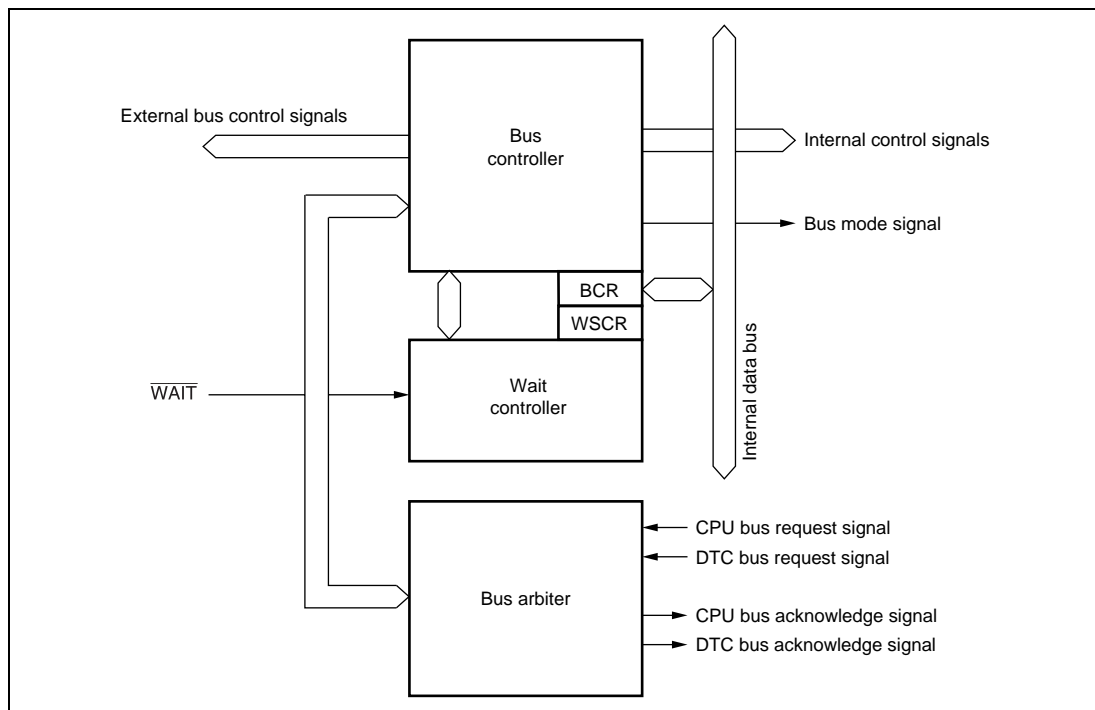 External bus control signals
Bus
controller
Internal control signals
Bus mode signal
BCR
WSCR
Internal data bus
WAIT
Wait
controller
CPU bus request signal
DTC bus request signal
Bus arbiter
CPU bus acknowledge signal
DTC bus acknowledge signal